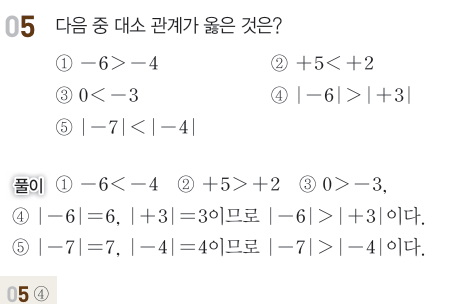 05 다음 중 대소 관계가 옳은 것은?
① −6>−4 ② +5<+2
③ 0<−3 ④ |−6|>|+3|
⑤ |−7|<|−4|
풀이 ① −6<−4 ② +5>+2 ③ 0>−3,
④ |−6|=6, |+3|=3이므로 |−6|>|+3|이다.
⑤ |−7|=7, |−4|=4이므로 |−7|>|−4|이다.
05 ④